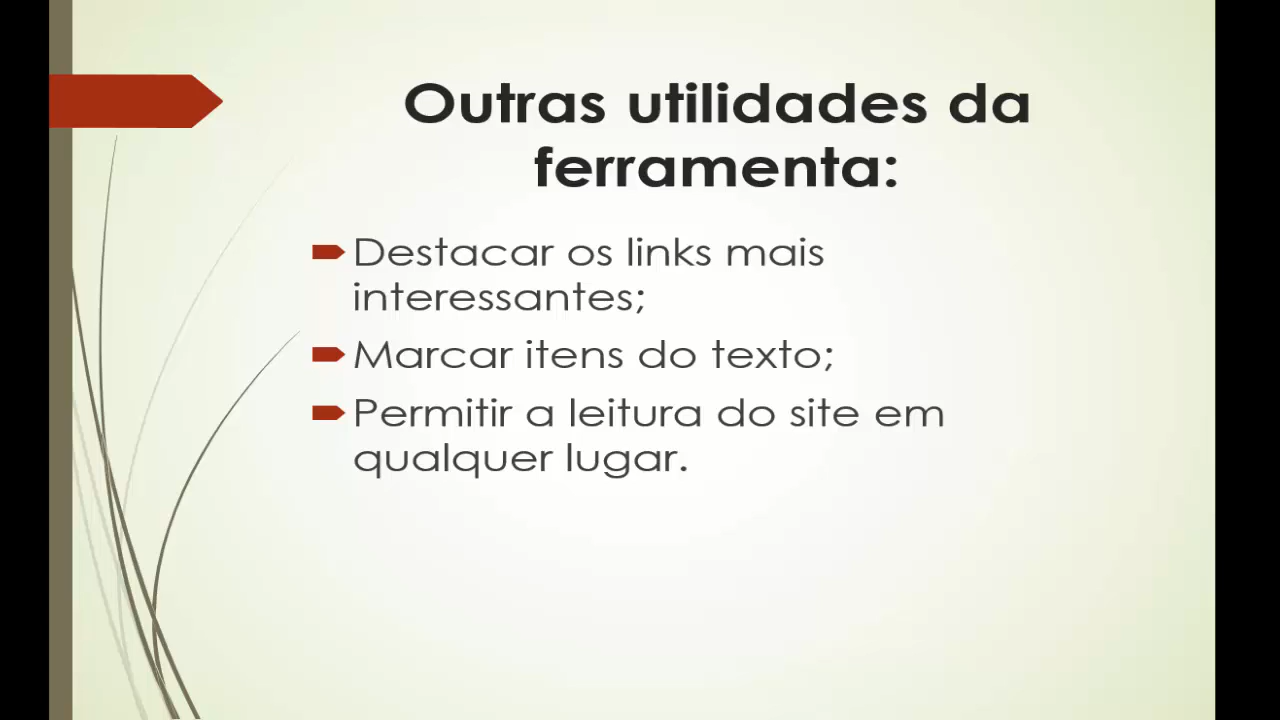 Outras utilidades da
ferramenta:
Destacar os links mais
interessantes;
Marcar itens do texto;
Permitir a leitura do site em
qualquer lugar.